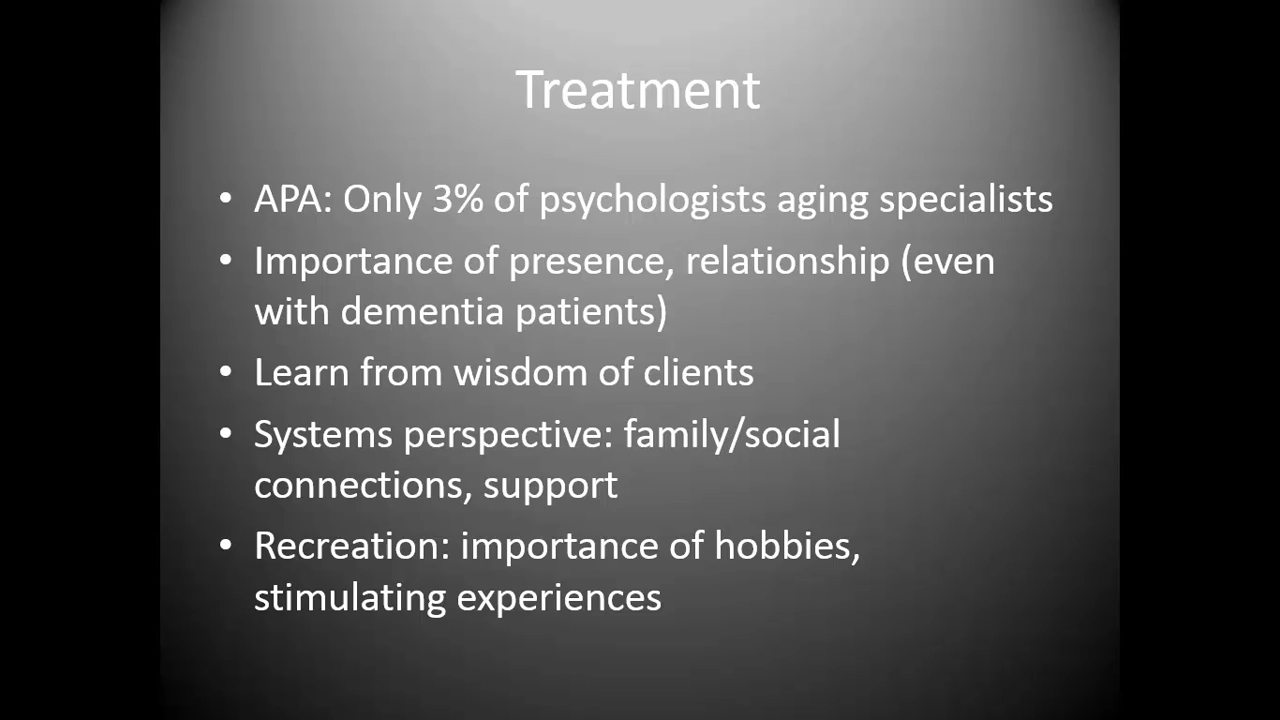 Treatment
• APA: Only 3% of psychologists aging specialists
• Importance of presence, relationship (even
with dementia patients)
• Learn from wisdom of clients
• Systems perspective: family/social
connections, support
• Recreation: importance of hobbies,
stimulating experiences